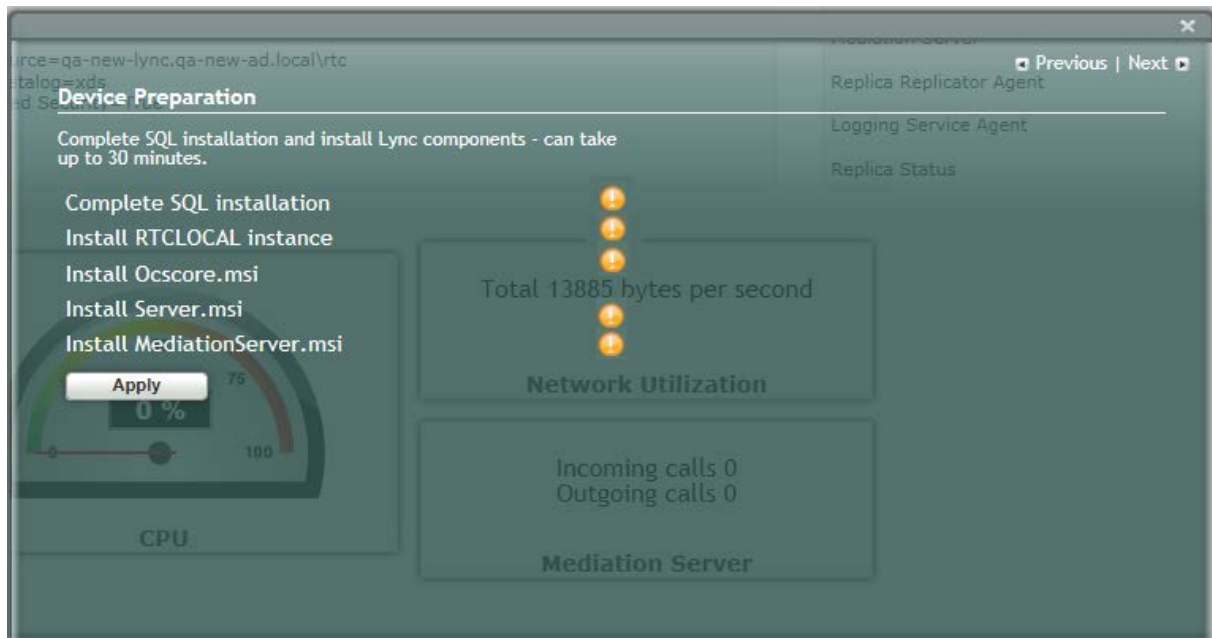 Mediation Server
urce=qa-new-lync.qa-new-ad.local\rtc
Previous | Next
talog=xds
Replica Replicator Agent
Device Preparation
Logging Service Agent
Complete SQL installation and install Lync components - can take
up to 30 minutes.
Replica Status
Complete SQL installation
Install RTCLOCAL instance
Install Ocscore.msi
Total 13885 bytes per second
Install Server.msi
Install MediationServer.msi
Apply
75
Network Utilization
0 %
0
100
Incoming calls 0
Outgoing calls 0
CPU
Mediation Server